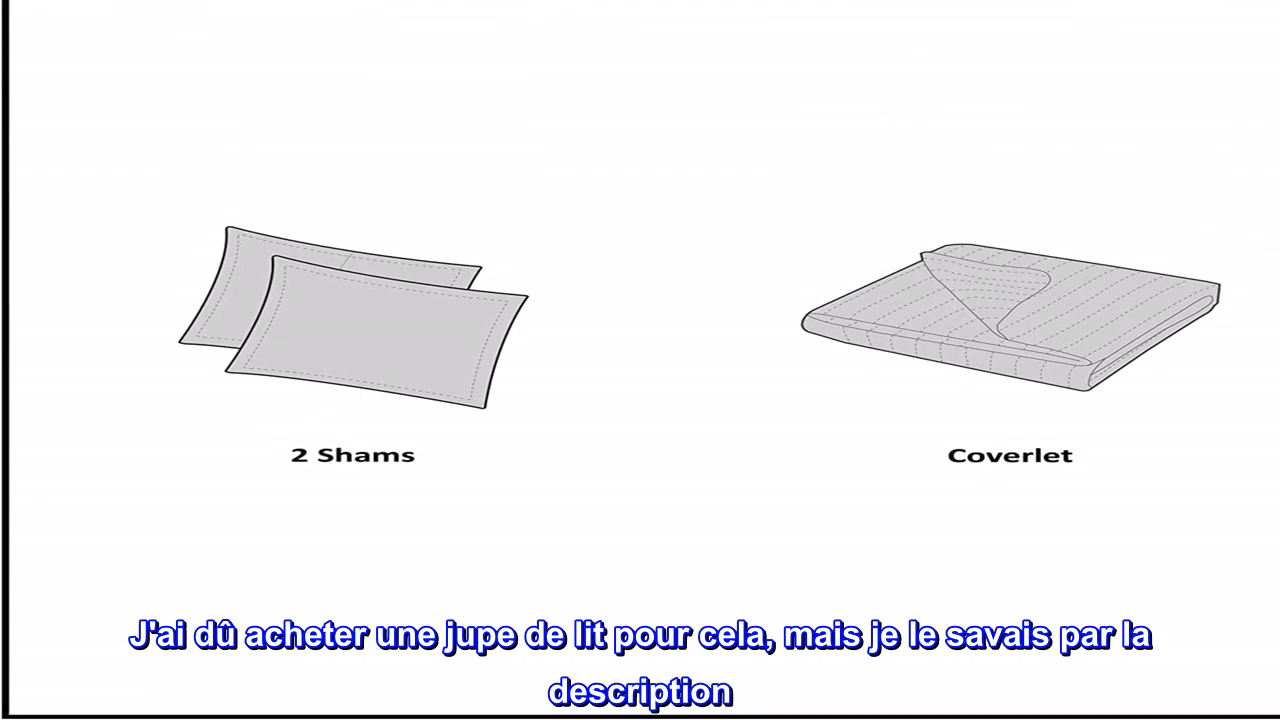 2 Shams
Coverlet
J'ai dû acheter une jupe de lit pour cela, mais je le savais par la
description